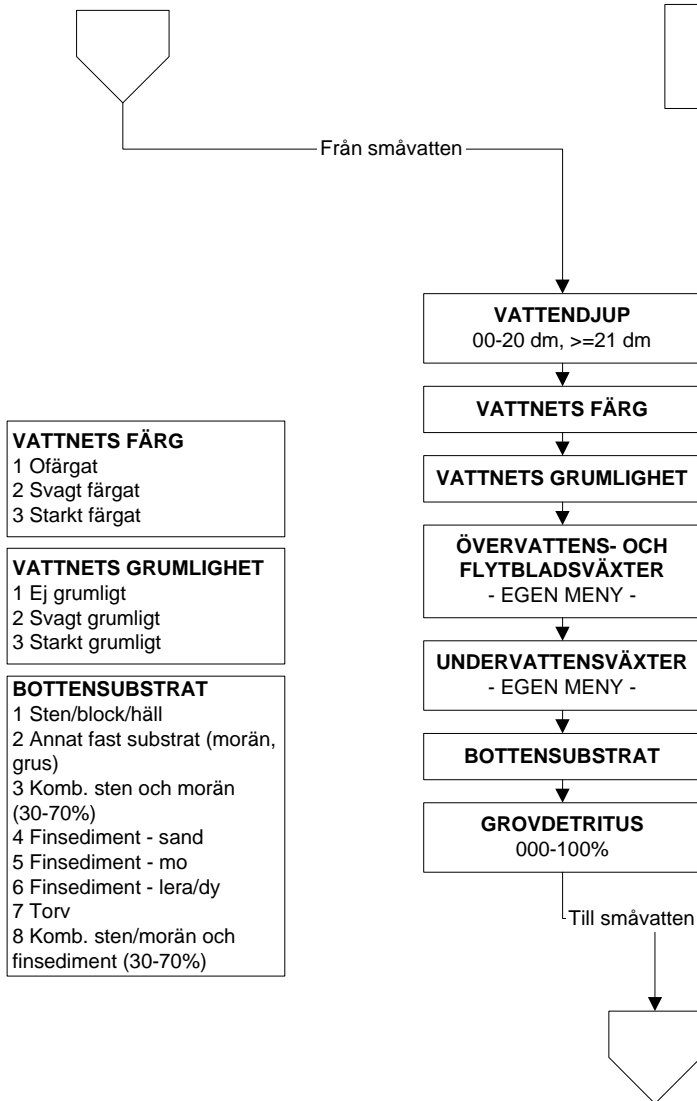 Från småvatten
VATTENDJUP
00-20 dm, >=21 dm
VATTNETS FÄRG
VATTNETS GRUMLIGHET
ÖVERVATTENS- OCH
FLYTBLADSVÄXTER
- EGEN MENY -
UNDERVATTENSVÄXTER
- EGEN MENY -
BOTTENSUBSTRAT
GROVDETRITUS
000-100%
Till småvatten
VATTNETS FÄRG
1 Ofärgat
2 Svagt färgat
3 Starkt färgat
VATTNETS GRUMLIGHET
1 Ej grumligt
2 Svagt grumligt
3 Starkt grumligt
BOTTENSUBSTRAT
1 Sten/block/häll
2 Annat fast substrat (morän,
grus)
3 Komb. sten och morän
(30-70%)
4 Finsediment - sand
5 Finsediment - mo
6 Finsediment - lera/dy
7 Torv
8 Komb. sten/morän och
finsediment (30-70%)